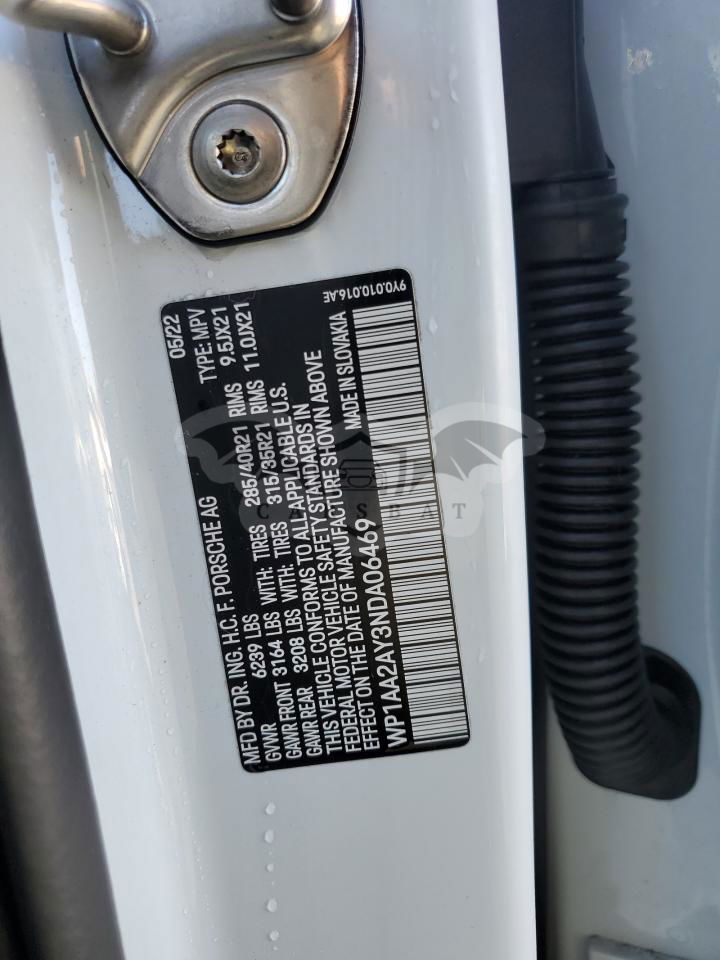 MFD BY DR. ING. H.C. F. PORSCHE AG 05/22
GVWR 6239 LBS TYPE: MPV
GAWR FRONT 3164 LBS WITH: TIRES 285/40R21 RIMS 9.5JX21
GAWR REAR 3208 LBS WITH: TIRES 315/35R21 RIMS 11.0JX21
THIS VEHICLE CONFORMS TO ALL APPLICABLE U.S.
FEDERAL MOTOR VEHICLE SAFETY STANDARDS IN
EFFECT ON THE DATE OF MANUFACTURE SHOWN ABOVE
WP1AA2AY3NDA06469 MADE IN SLOVAKIA
9Y0.010.016.AE
CARSBAT